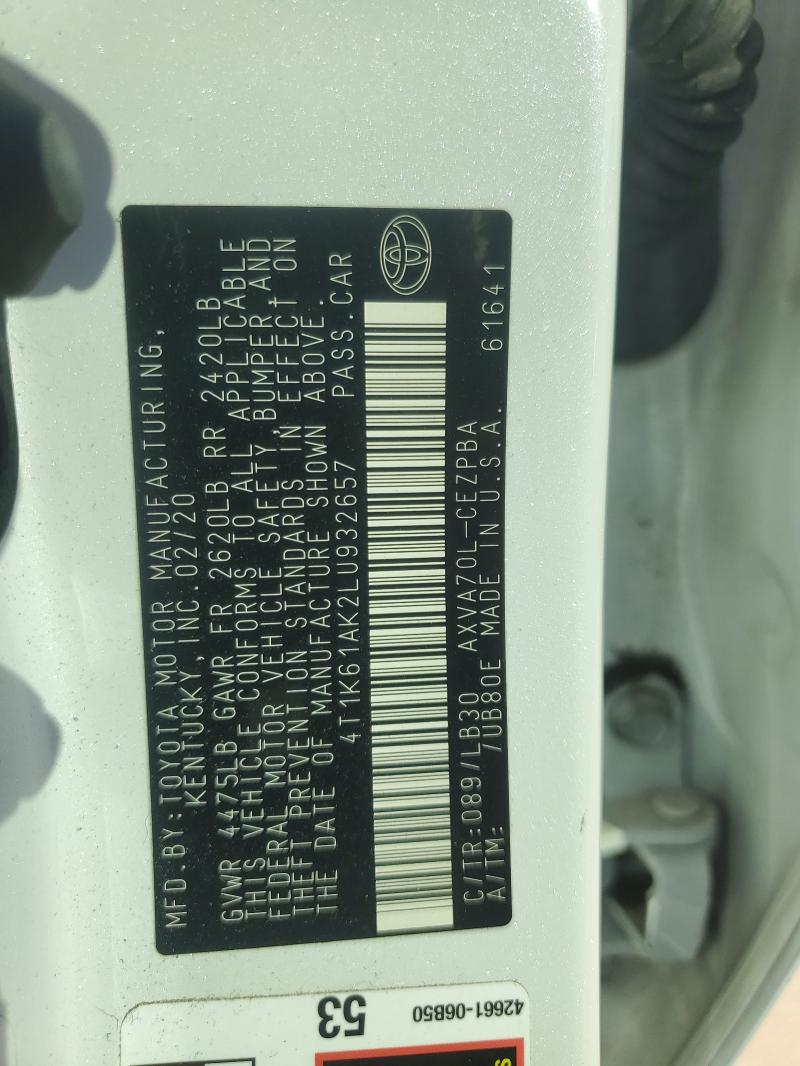 MFD.BY:TOYOTA MOTOR MANUFACTURING,
KENTUCKY, INC.02/20
GVWR 4475LB GAWR FR 2620LB RR 2420LB
THIS VEHICLE CONFORMS TO ALL APPLICABLE
FEDERAL MOTOR VEHICLE SAFETY, BUMPER, AND
THEFT PREVENTION STANDARDS IN EFFECT ON
THE DATE OF MANUFACTURE SHOWN ABOVE.
4T1K61AK2LU932657 PASS.CAR
C/TR:089/LB30 AXVA70L-CEZPBA
A/TM: 7UB80E MADE IN U.S.A. 61641
42661-06B50
53